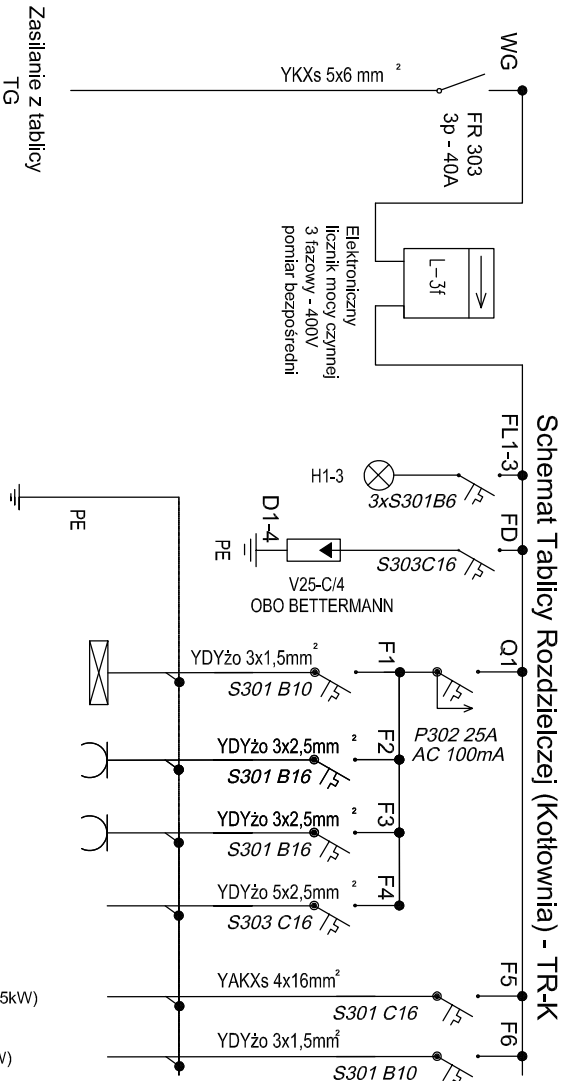 Schemat Tablicy Rozdzielczej (Kotłownia) - TR-K
WG
FR 303
3p - 40A
YKXs 5x6 mm²
Zasilanie z tablicy
TG
L-3f
Elektroniczny
licznik mocy czynnej
3 fazowy - 400V
pomiar bezpośredni
FL1-3
3xS301B6
H1-3
FD
S303C16
D1-4
V25-C/4
OBO BETTERMANN
PE
PE
Q1
P302 25A
AC 100mA
F1
S301 B10
YDYżo 3x1,5mm²
F2
S301 B16
YDYżo 3x2,5mm²
F3
S301 B16
YDYżo 3x2,5mm²
F4
S303 C16
YDYżo 5x2,5mm²
F5
S301 C16
YAKXs 4x16mm²
5kW)
F6
S301 B10
YDYżo 3x1,5mm²
W)